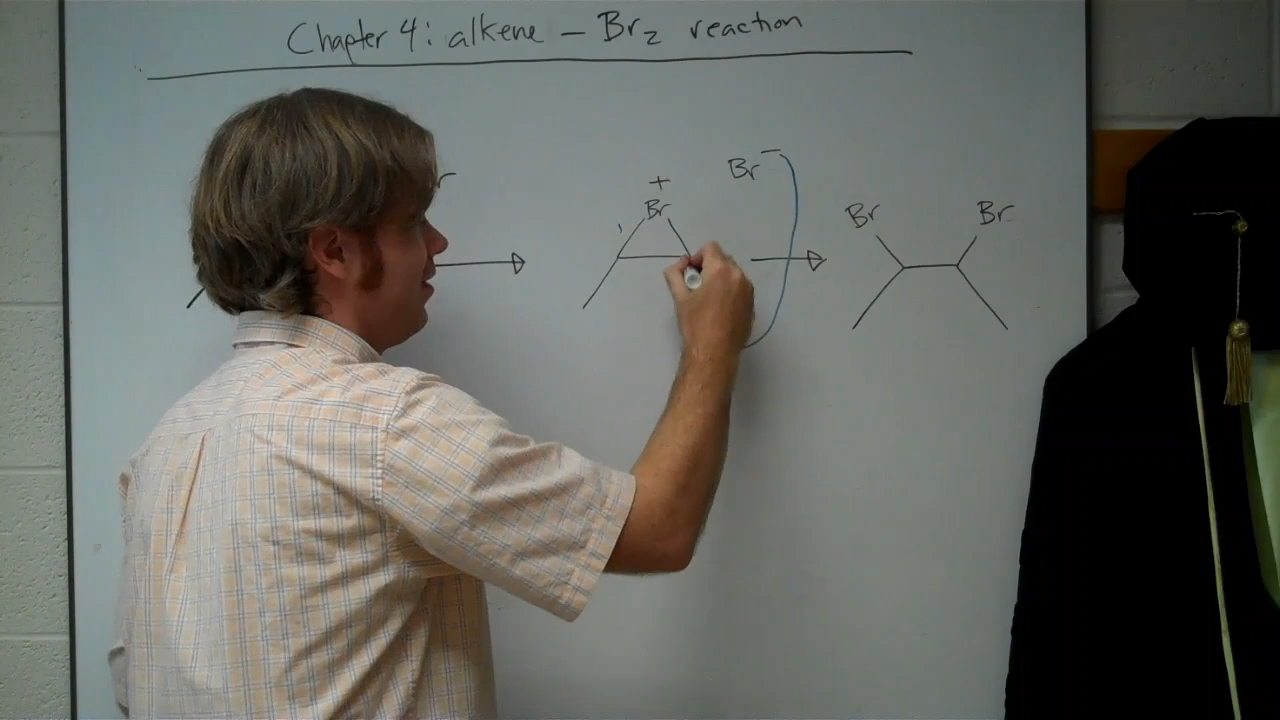 Chapter 4: alkene – Br₂ reaction
Br⁻
+
Br
Br Br